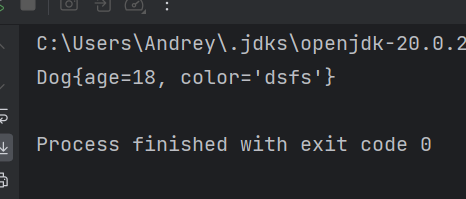 C:\Users\Andrey\.jdks\openjdk-20.0.2
Dog{age=18, color='dsfs'}
Process finished with exit code 0